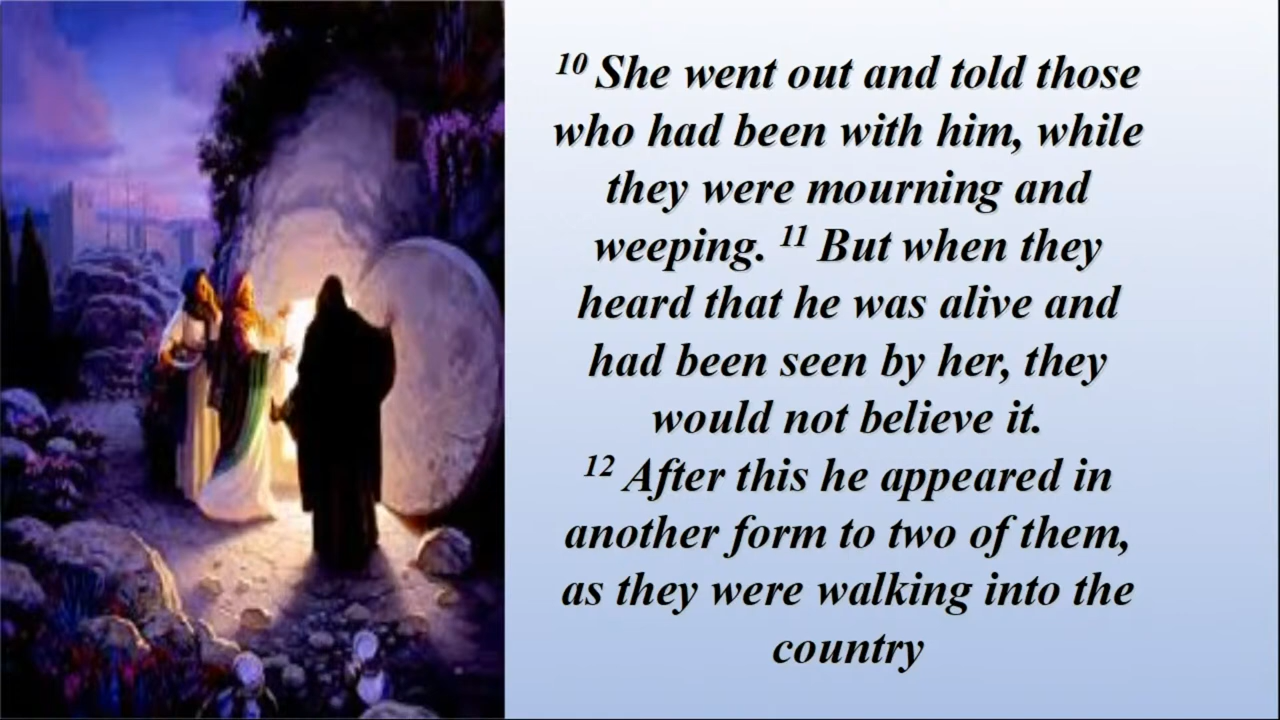 10 She went out and told those
who had been with him, while
they were mourning and
weeping. 11 But when they
heard that he was alive and
had been seen by her, they
would not believe it.
12 After this he appeared in
another form to two of them,
as they were walking into the
country